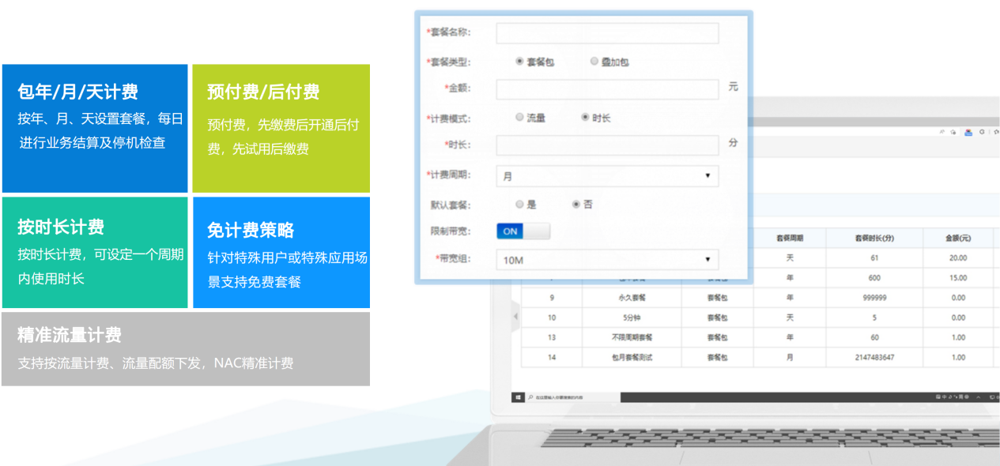 包年/月/天计费
按年、月、天设置套餐，每日
进行业务结算及停机检查
预付费/后付费
预付费，先缴费后开通后付
费，先试用后缴费
按时长计费
按时长计费，可设定一个周期
内使用时长
免计费策略
针对特殊用户或特殊应用场
景支持免费套餐
精准流量计费
支持按流量计费、流量配额下发，NAC精准计费
*套餐名称:
*套餐类型: 套餐包 叠加包
*金额: 元
*计费模式: 流量 时长
*时长: 分
*计费周期: 月
默认套餐: 是 否
限制带宽: ON
*带宽组: 10M
套餐周期 套餐时长(分) 金额(元)
天 61 20.00
年 600 15.00
9 永久套餐 套餐包 年 999999 0.00
10 5分钟 套餐包 天 5 0.00
13 不限周期套餐 套餐包 年 60 1.00
14 包月套餐测试 套餐包 月 2147483647 1.00